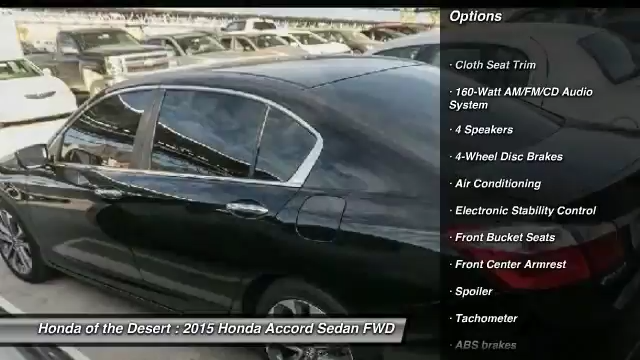 Options
· Cloth Seat Trim
· 160-Watt AM/FM/CD Audio
System
· 4 Speakers
· 4-Wheel Disc Brakes
· Air Conditioning
· Electronic Stability Control
· Front Bucket Seats
· Front Center Armrest
· Spoiler
· Tachometer
· ABS brakes
Honda of the Desert : 2015 Honda Accord Sedan FWD